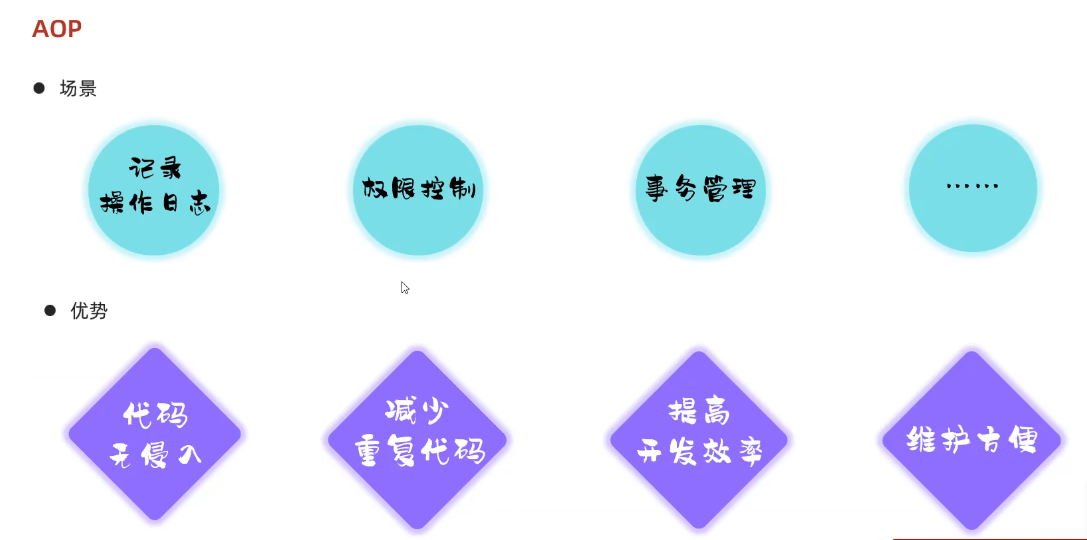 AOP
● 场景
记录
操作日志
权限控制
事务管理
……
● 优势
代码
无侵入
减少
重复代码
提高
开发效率
维护方便